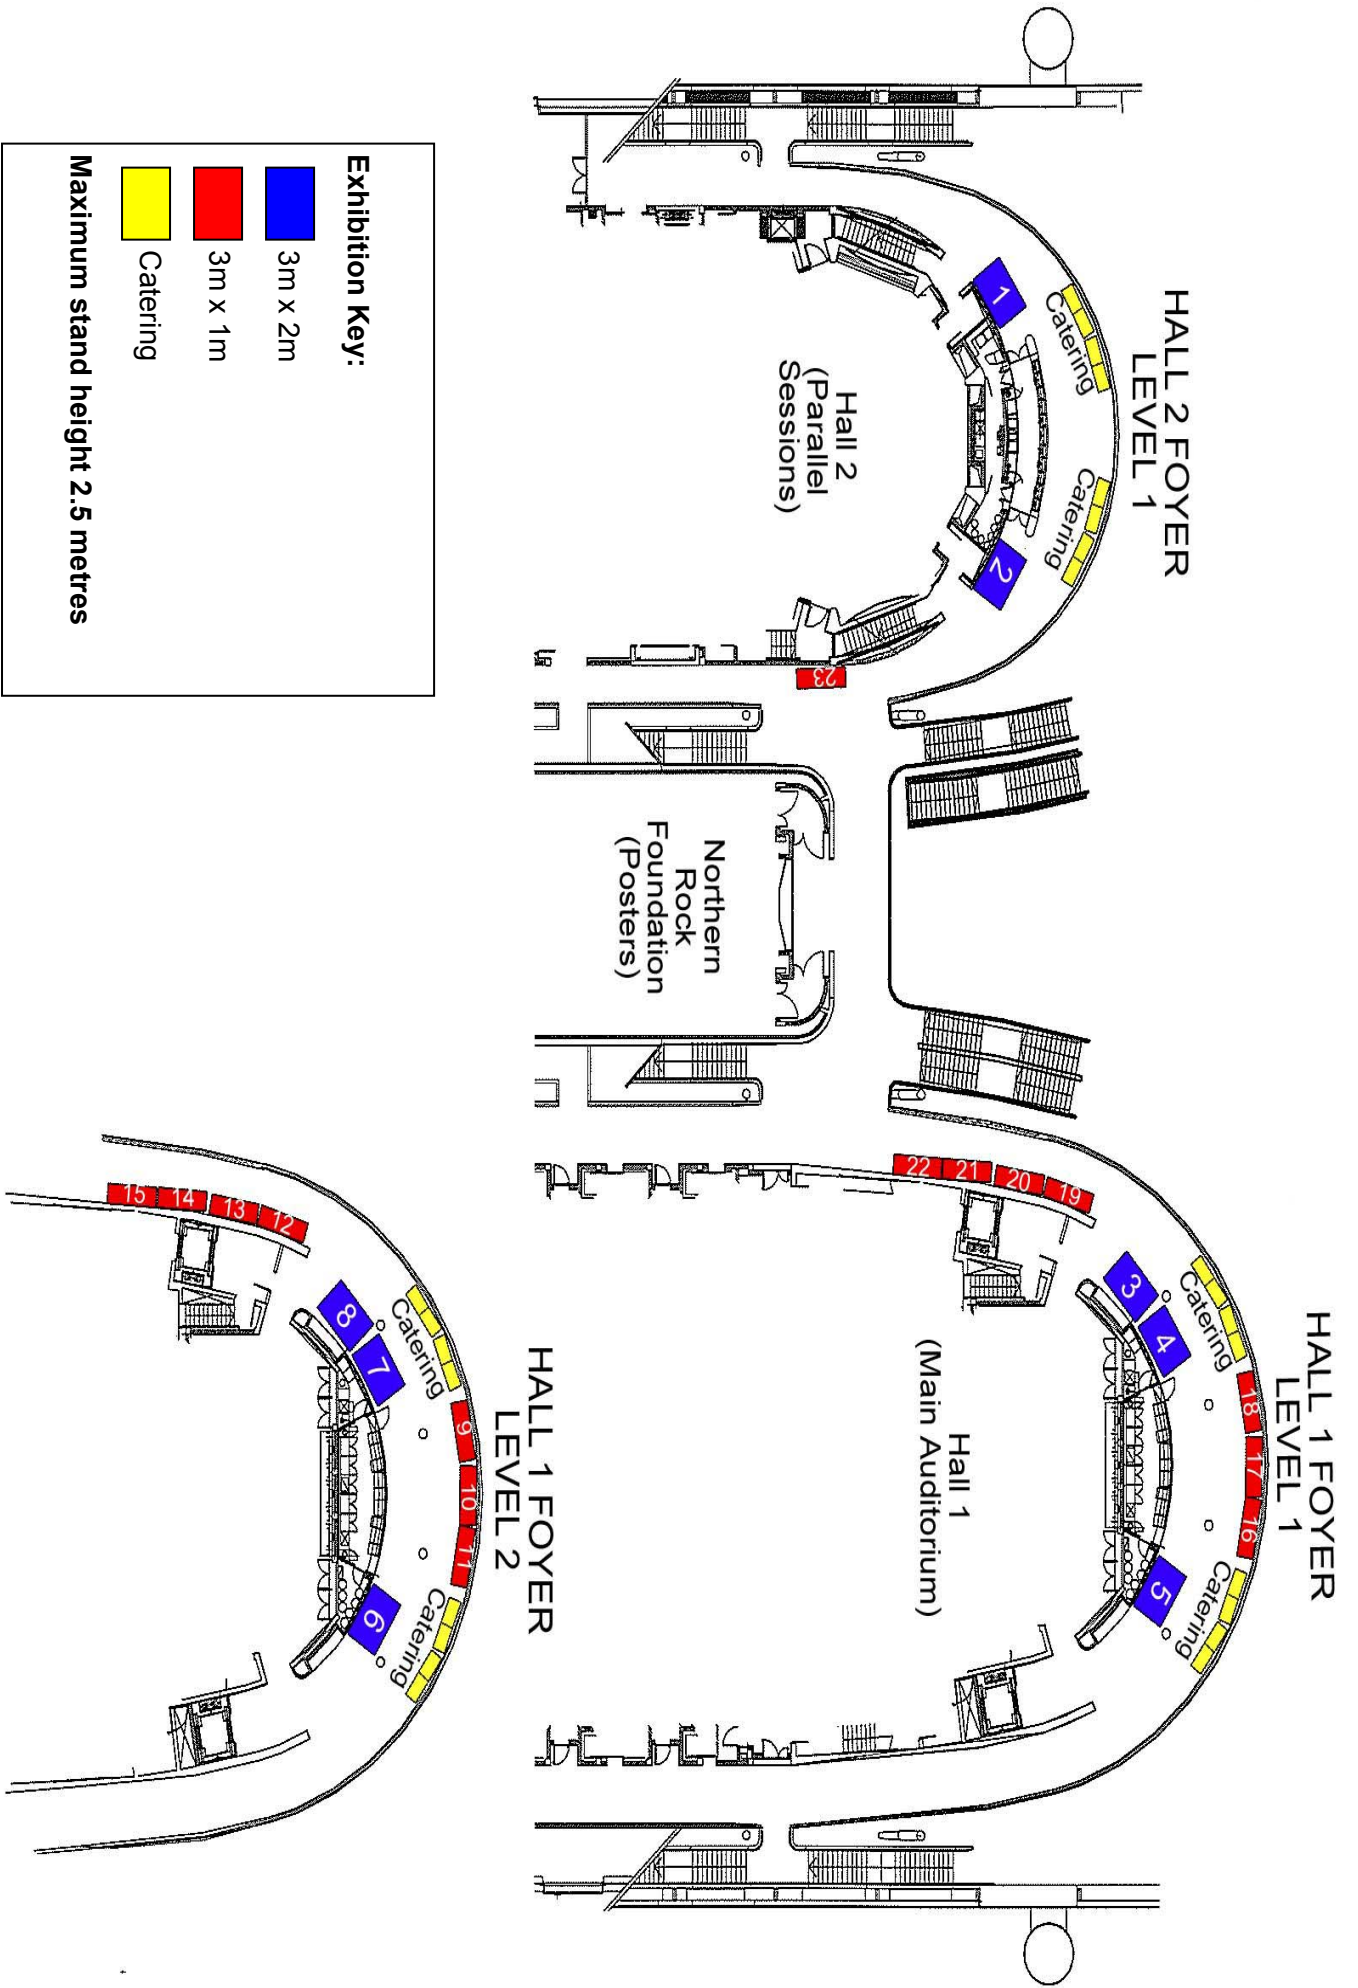 HALL 2 FOYER
LEVEL 1
Catering
Catering
1
2
Hall 2
(Parallel
Sessions)
23
Northern
Rock
Foundation
(Posters)
HALL 1 FOYER
LEVEL 1
Catering
18
17
16
Catering
3
4
5
19
20
21
22
Hall 1
(Main Auditorium)
HALL 1 FOYER
LEVEL 2
Catering
9
10
11
Catering
8
7
6
12
13
14
15
Exhibition Key:
3m x 2m
3m x 1m
Catering
Maximum stand height 2.5 metres